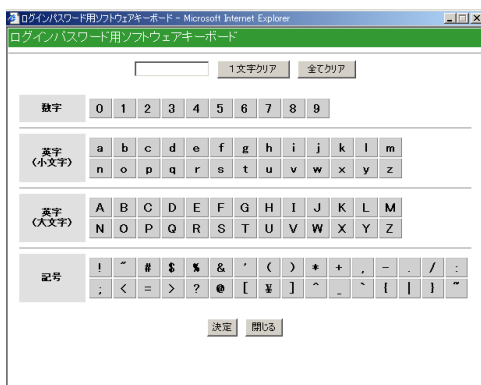 ログインパスワード用ソフトウェアキーボード - Microsoft Internet Explorer
ログインパスワード用ソフトウェアキーボード
1文字クリア 全てクリア
数字 0 1 2 3 4 5 6 7 8 9
英字 a b c d e f g h i j k l m
(小文字) n o p q r s t u v w x y z
英字 A B C D E F G H I J K L M
(大文字) N O P Q R S T U V W X Y Z
記号 ! " # $ % & ' ( ) * + , - . / :
; < = > ? @ [ ¥ ] ^ _ ` { | } ~
決定 閉じる